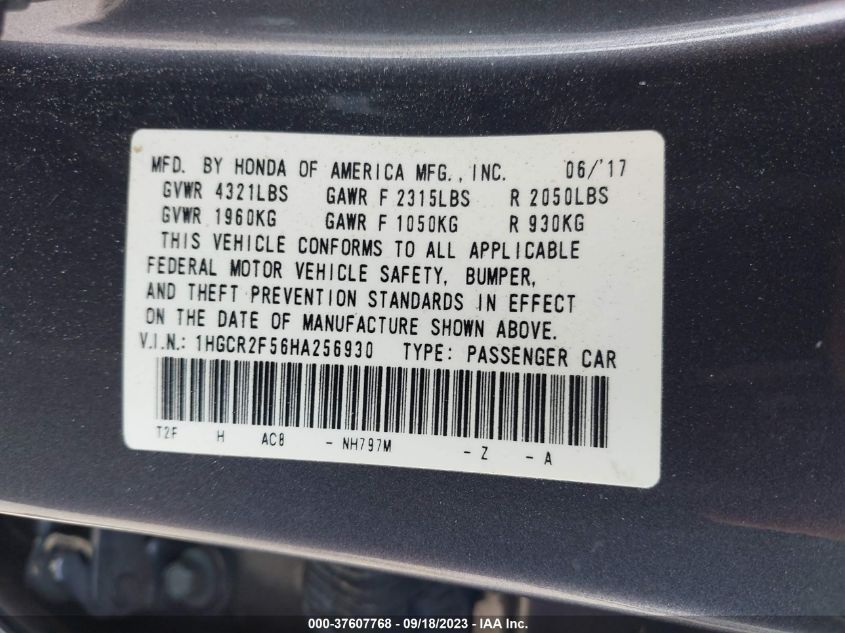 MFD. BY HONDA OF AMERICA MFG., INC. 06/'17
GVWR 4321LBS GAWR F 2315LBS R 2050LBS
GVWR 1960KG GAWR F 1050KG R 930KG
THIS VEHICLE CONFORMS TO ALL APPLICABLE
FEDERAL MOTOR VEHICLE SAFETY, BUMPER,
AND THEFT PREVENTION STANDARDS IN EFFECT
ON THE DATE OF MANUFACTURE SHOWN ABOVE.
V.I.N.: 1HGCR2F56HA256930 TYPE: PASSENGER CAR
T2F H AC8 - NH797M - Z - A
000-37607768 - 09/18/2023 - IAA Inc.